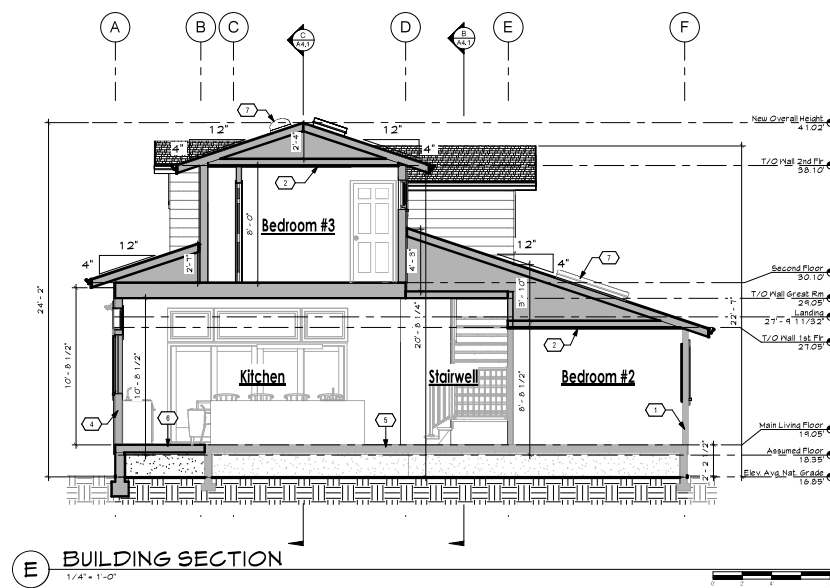 A B C D E F
C
A4.1
B
A4.1
7
12" 12"
4" 2'-4" 4"
New Overall Height
41.02'
T/O Wall 2nd Flr
38.10'
2
8'-0"
Bedroom #3
12" 12"
4" 2'-1" 4'-3" 4" 7
Second Floor
30.10'
T/O Wall Great Rm
29.05'
Landing
27'-9 11/32"
T/O Wall 1st Flr
27.05'
24'-2"
3'-10"
22'-7"
20'-8 1/4"
2
10'-8 1/2"
10'-8 1/2"
8'-8 1/2"
Kitchen Stairwell Bedroom #2
4 6 5 1
Main Living Floor
19.05'
Assumed Floor
18.35'
2'-2 1/2"
Elev. Avg Nat. Grade
16.85'
E BUILDING SECTION
1/4" = 1'-0"
0 2' 4'